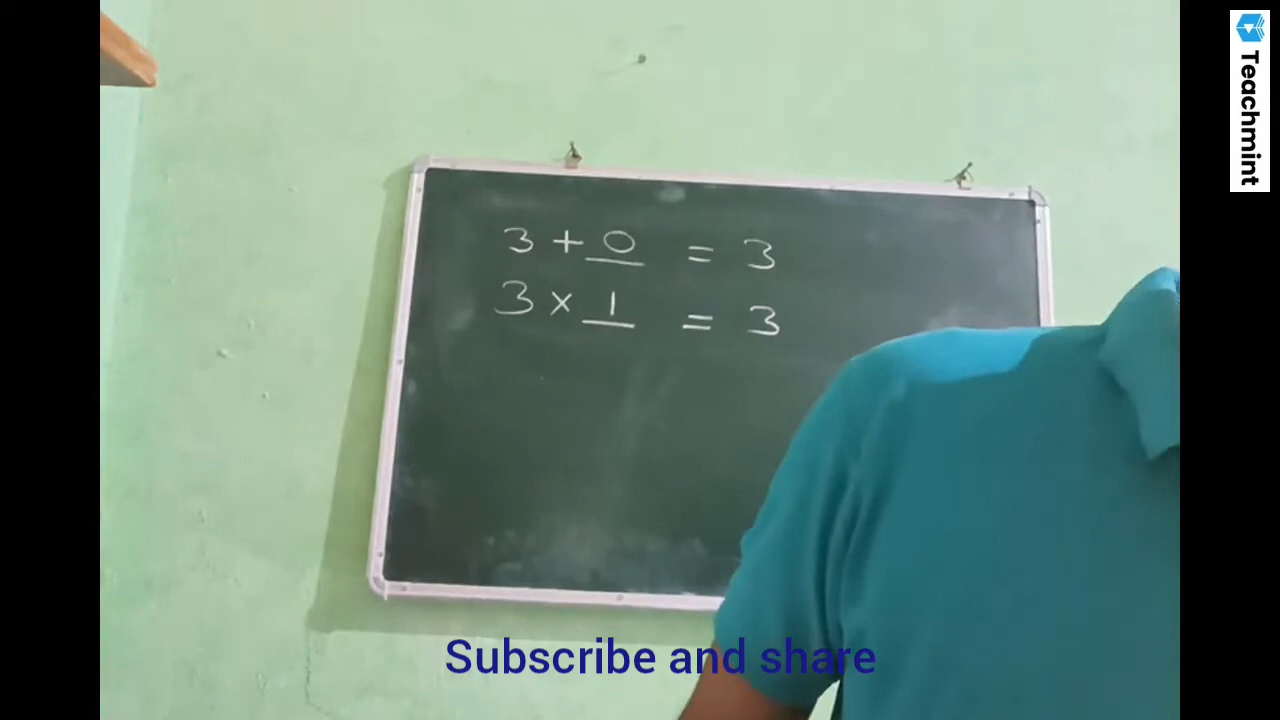 3 + 0 = 3
3 × 1 = 3
Subscribe and share
Teachmint